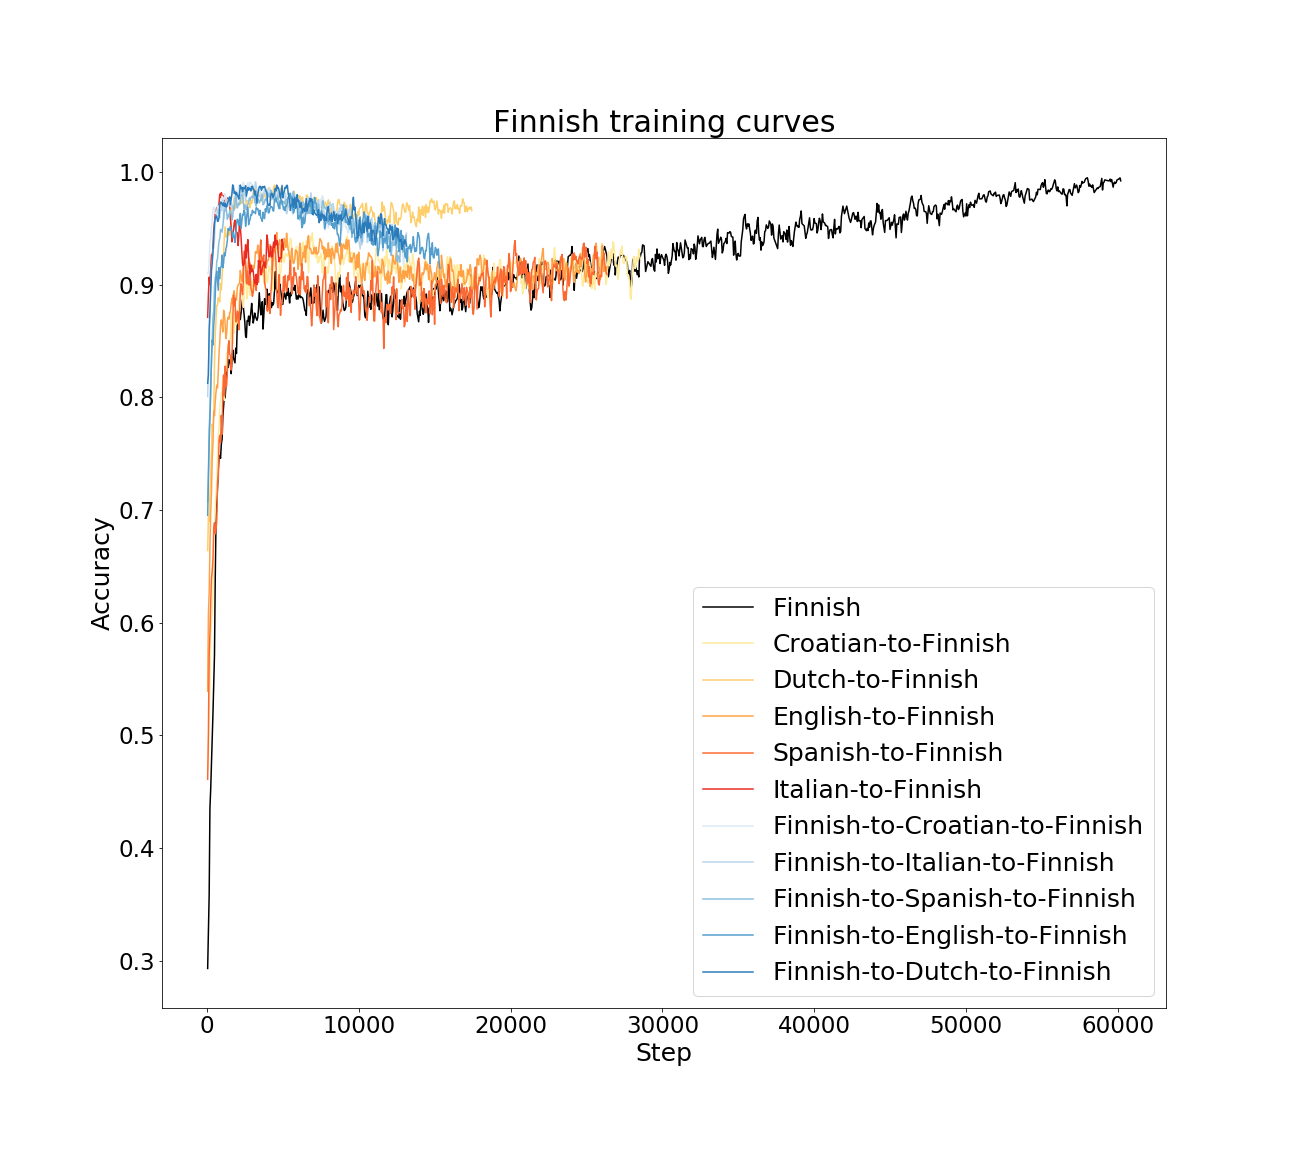 Finnish training curves
1.0
0.9
0.8
0.7
0.6
0.5
0.4
0.3
Accuracy
0 10000 20000 30000 40000 50000 60000
Step
Finnish
Croatian-to-Finnish
Dutch-to-Finnish
English-to-Finnish
Spanish-to-Finnish
Italian-to-Finnish
Finnish-to-Croatian-to-Finnish
Finnish-to-Italian-to-Finnish
Finnish-to-Spanish-to-Finnish
Finnish-to-English-to-Finnish
Finnish-to-Dutch-to-Finnish